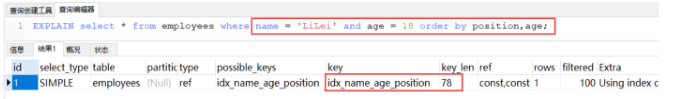 查询创建工具 查询编辑器
1 EXPLAIN select * from employees where name = 'LiLei' and age = 18 order by position,age;
信息 结果1 概况 状态
id select_type table partitic type possible_keys key key_len ref rows filtered Extra
1 SIMPLE employees (Null) ref idx_name_age_position idx_name_age_position 78 const,const 1 100 Using index c